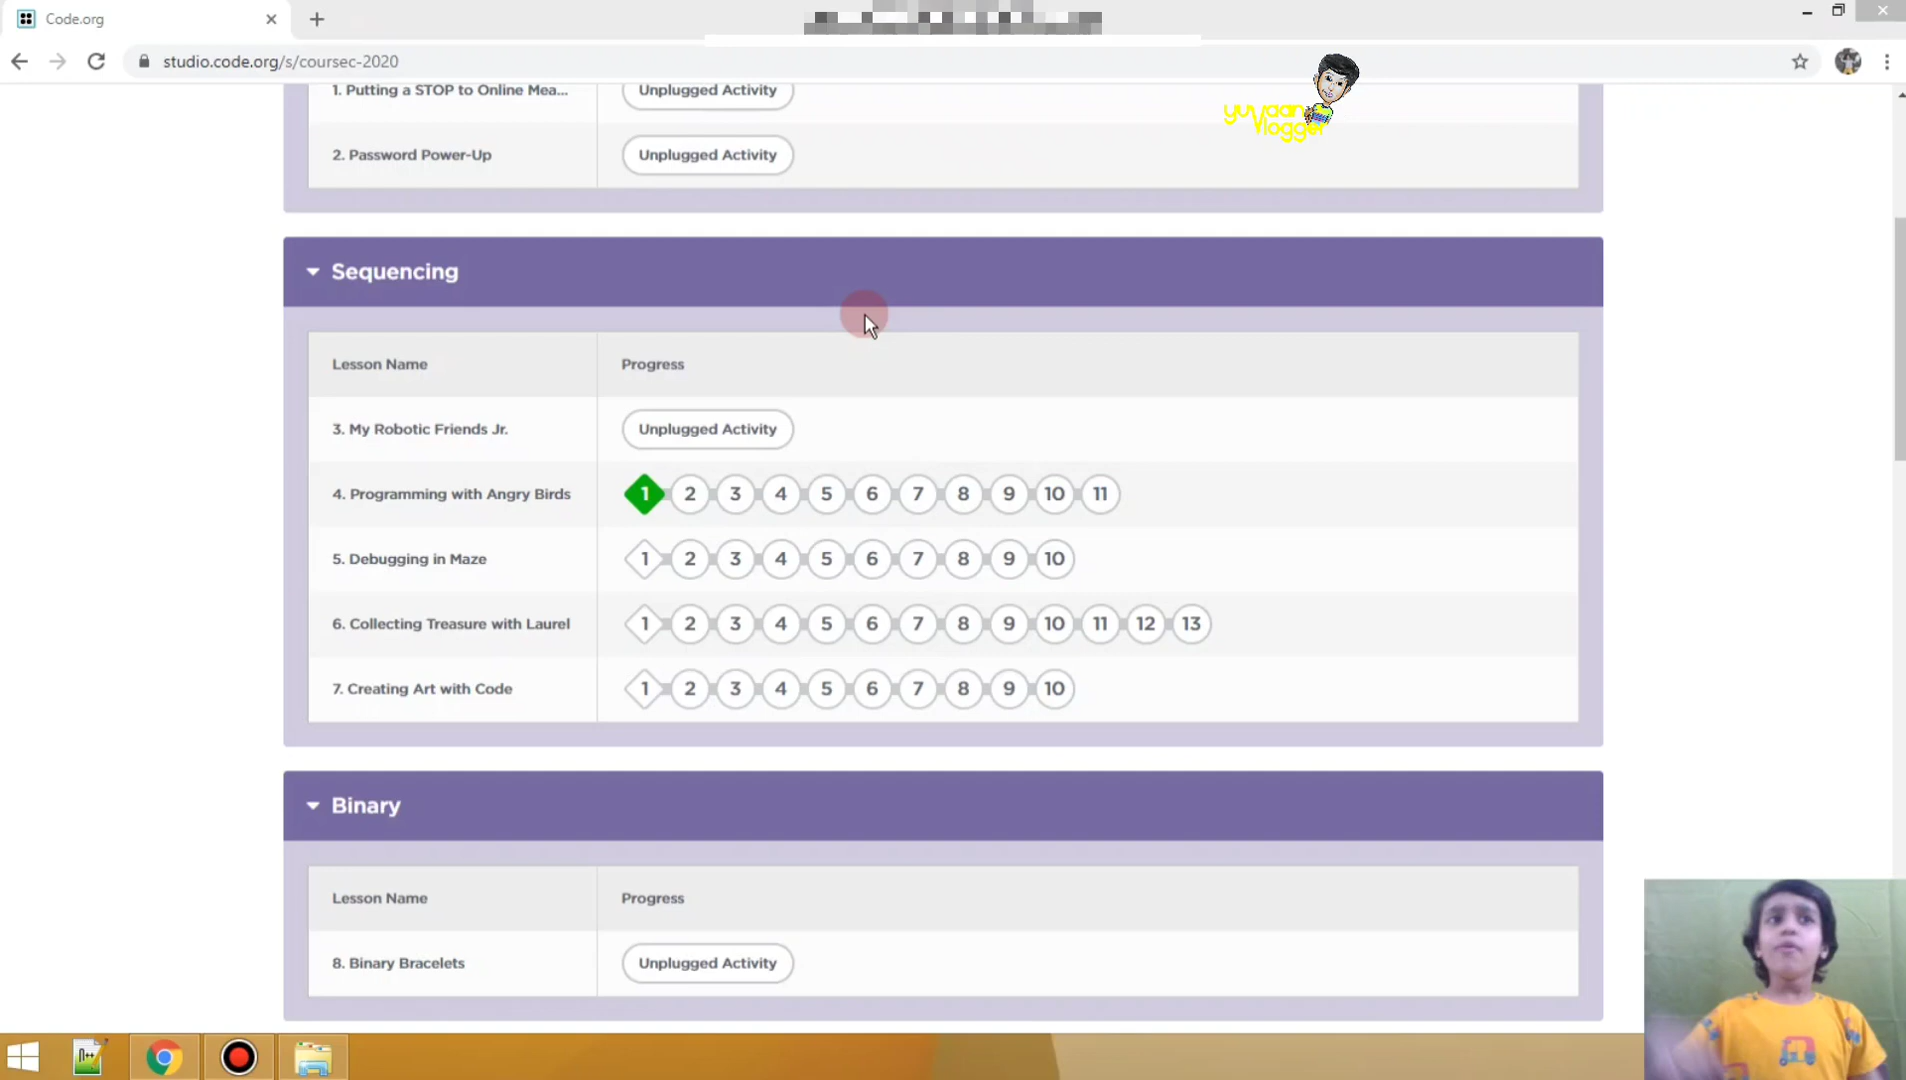 Code.org
studio.code.org/s/coursec-2020
yuvaan
Vlogger
1. Putting a STOP to Online Mea... Unplugged Activity
2. Password Power-Up Unplugged Activity
Sequencing
Lesson Name Progress
3. My Robotic Friends Jr. Unplugged Activity
4. Programming with Angry Birds 1 2 3 4 5 6 7 8 9 10 11
5. Debugging in Maze 1 2 3 4 5 6 7 8 9 10
6. Collecting Treasure with Laurel 1 2 3 4 5 6 7 8 9 10 11 12 13
7. Creating Art with Code 1 2 3 4 5 6 7 8 9 10
Binary
Lesson Name Progress
8. Binary Bracelets Unplugged Activity